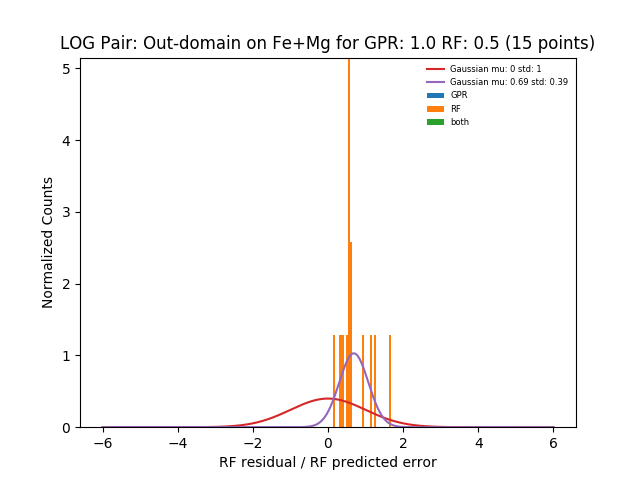 LOG Pair: Out-domain on Fe+Mg for GPR: 1.0 RF: 0.5 (15 points)
Gaussian mu: 0 std: 1
Gaussian mu: 0.69 std: 0.39
GPR
RF
both
Normalized Counts
5
4
3
2
1
0
−6 −4 −2 0 2 4 6
RF residual / RF predicted error